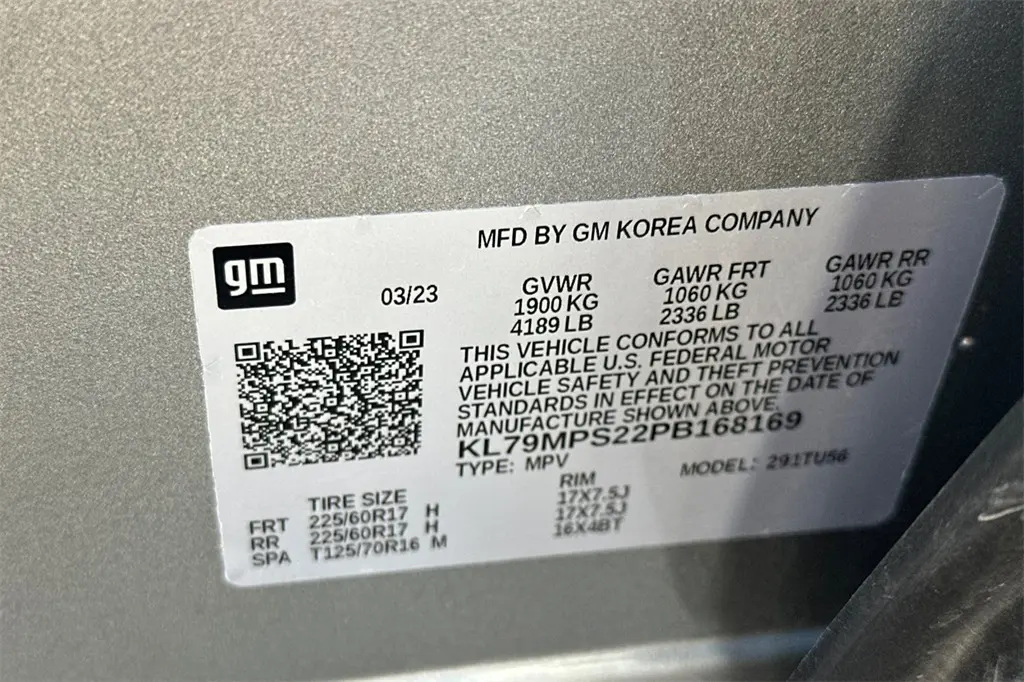 gm
MFD BY GM KOREA COMPANY
03/23
GVWR GAWR FRT GAWR RR
1900 KG 1060 KG 1060 KG
4189 LB 2336 LB 2336 LB
THIS VEHICLE CONFORMS TO ALL
APPLICABLE U.S. FEDERAL MOTOR
VEHICLE SAFETY AND THEFT PREVENTION
STANDARDS IN EFFECT ON THE DATE OF
MANUFACTURE SHOWN ABOVE.
KL79MPS22PB168169
TYPE: MPV MODEL: 291TU56
TIRE SIZE RIM
FRT 225/60R17 H 17X7.5J
RR 225/60R17 H 17X7.5J
SPA T125/70R16 M 16X4BT